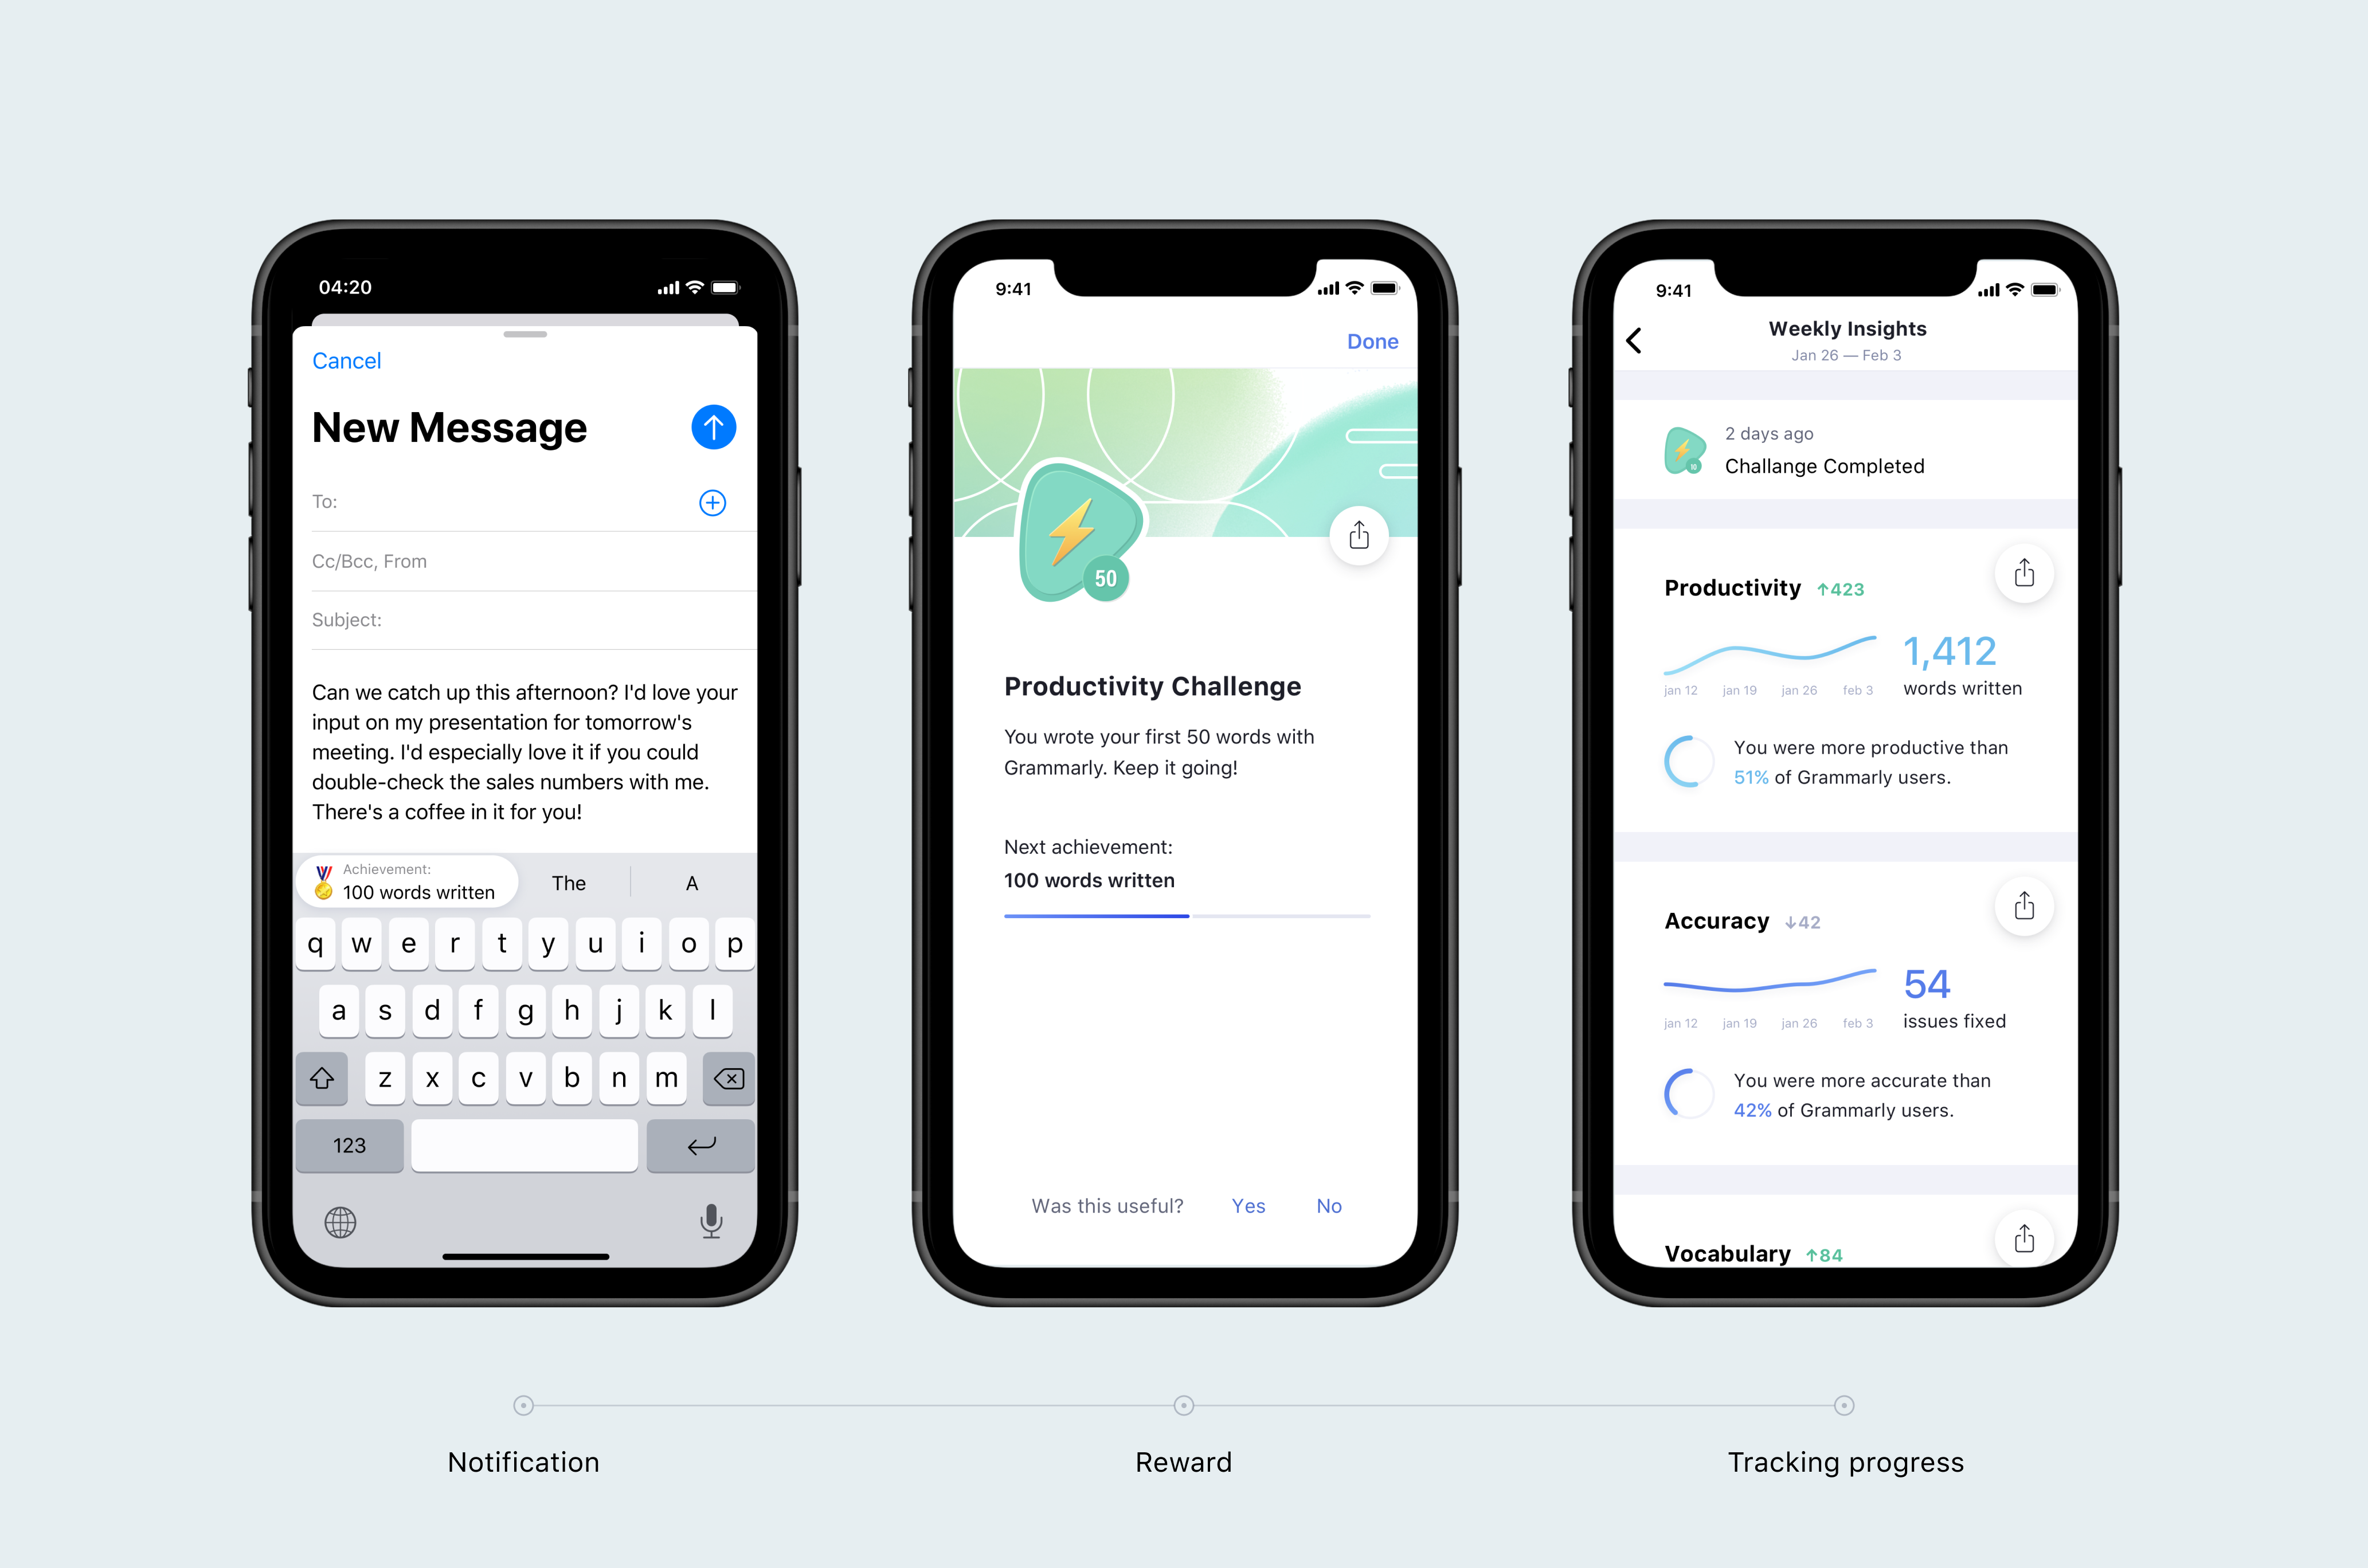 04:20
Cancel
New Message
To:
Cc/Bcc, From
Subject:
Can we catch up this afternoon? I'd love your
input on my presentation for tomorrow's
meeting. I'd especially love it if you could
double-check the sales numbers with me.
There's a coffee in it for you!
Achievement:
100 words written
The
A
q w e r t y u i o p
a s d f g h j k l
z x c v b n m
123
9:41
Done
50
Productivity Challenge
You wrote your first 50 words with
Grammarly. Keep it going!
Next achievement:
100 words written
Was this useful? Yes No
9:41
Weekly Insights
Jan 26 — Feb 3
2 days ago
10
Challange Completed
Productivity ↑423
1,412
words written
jan 12 jan 19 jan 26 feb 3
You were more productive than
51% of Grammarly users.
Accuracy ↓42
54
issues fixed
jan 12 jan 19 jan 26 feb 3
You were more accurate than
42% of Grammarly users.
Vocabulary ↑84
Notification
Reward
Tracking progress